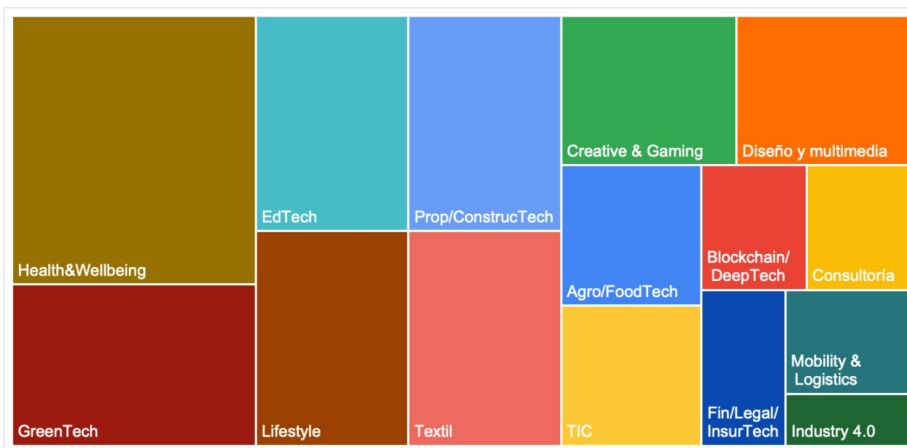 Health&Wellbeing
GreenTech
EdTech
Lifestyle
Prop/ConstrucTech
Textil
Creative & Gaming
Diseño y multimedia
Agro/FoodTech
TIC
Blockchain/
DeepTech
Consultoría
Fin/Legal/
InsurTech
Mobility &
Logistics
Industry 4.0